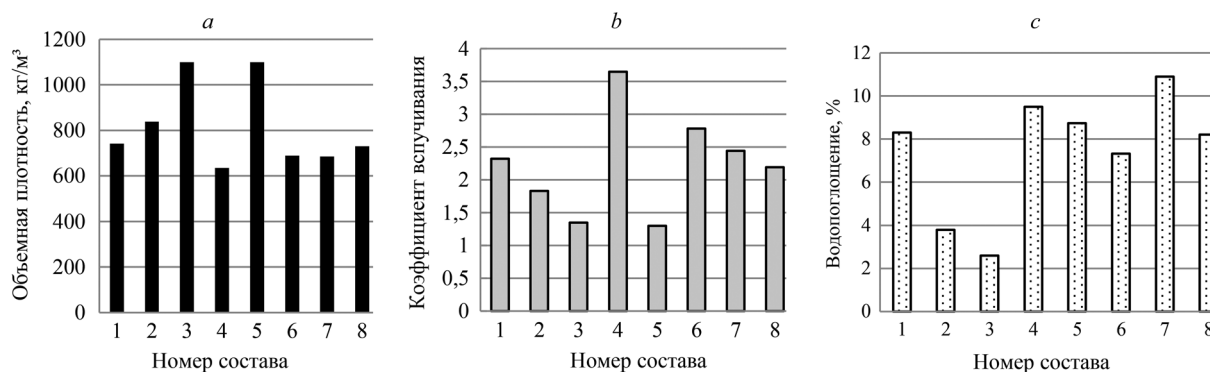 a
Объемная плотность, кг/м³
1200
1000
800
600
400
200
0
1 2 3 4 5 6 7 8
Номер состава
b
Коэффициент вспучивания
4
3,5
3
2,5
2
1,5
1
0,5
0
1 2 3 4 5 6 7 8
Номер состава
c
Водопоглощение, %
12
10
8
6
4
2
0
1 2 3 4 5 6 7 8
Номер состава